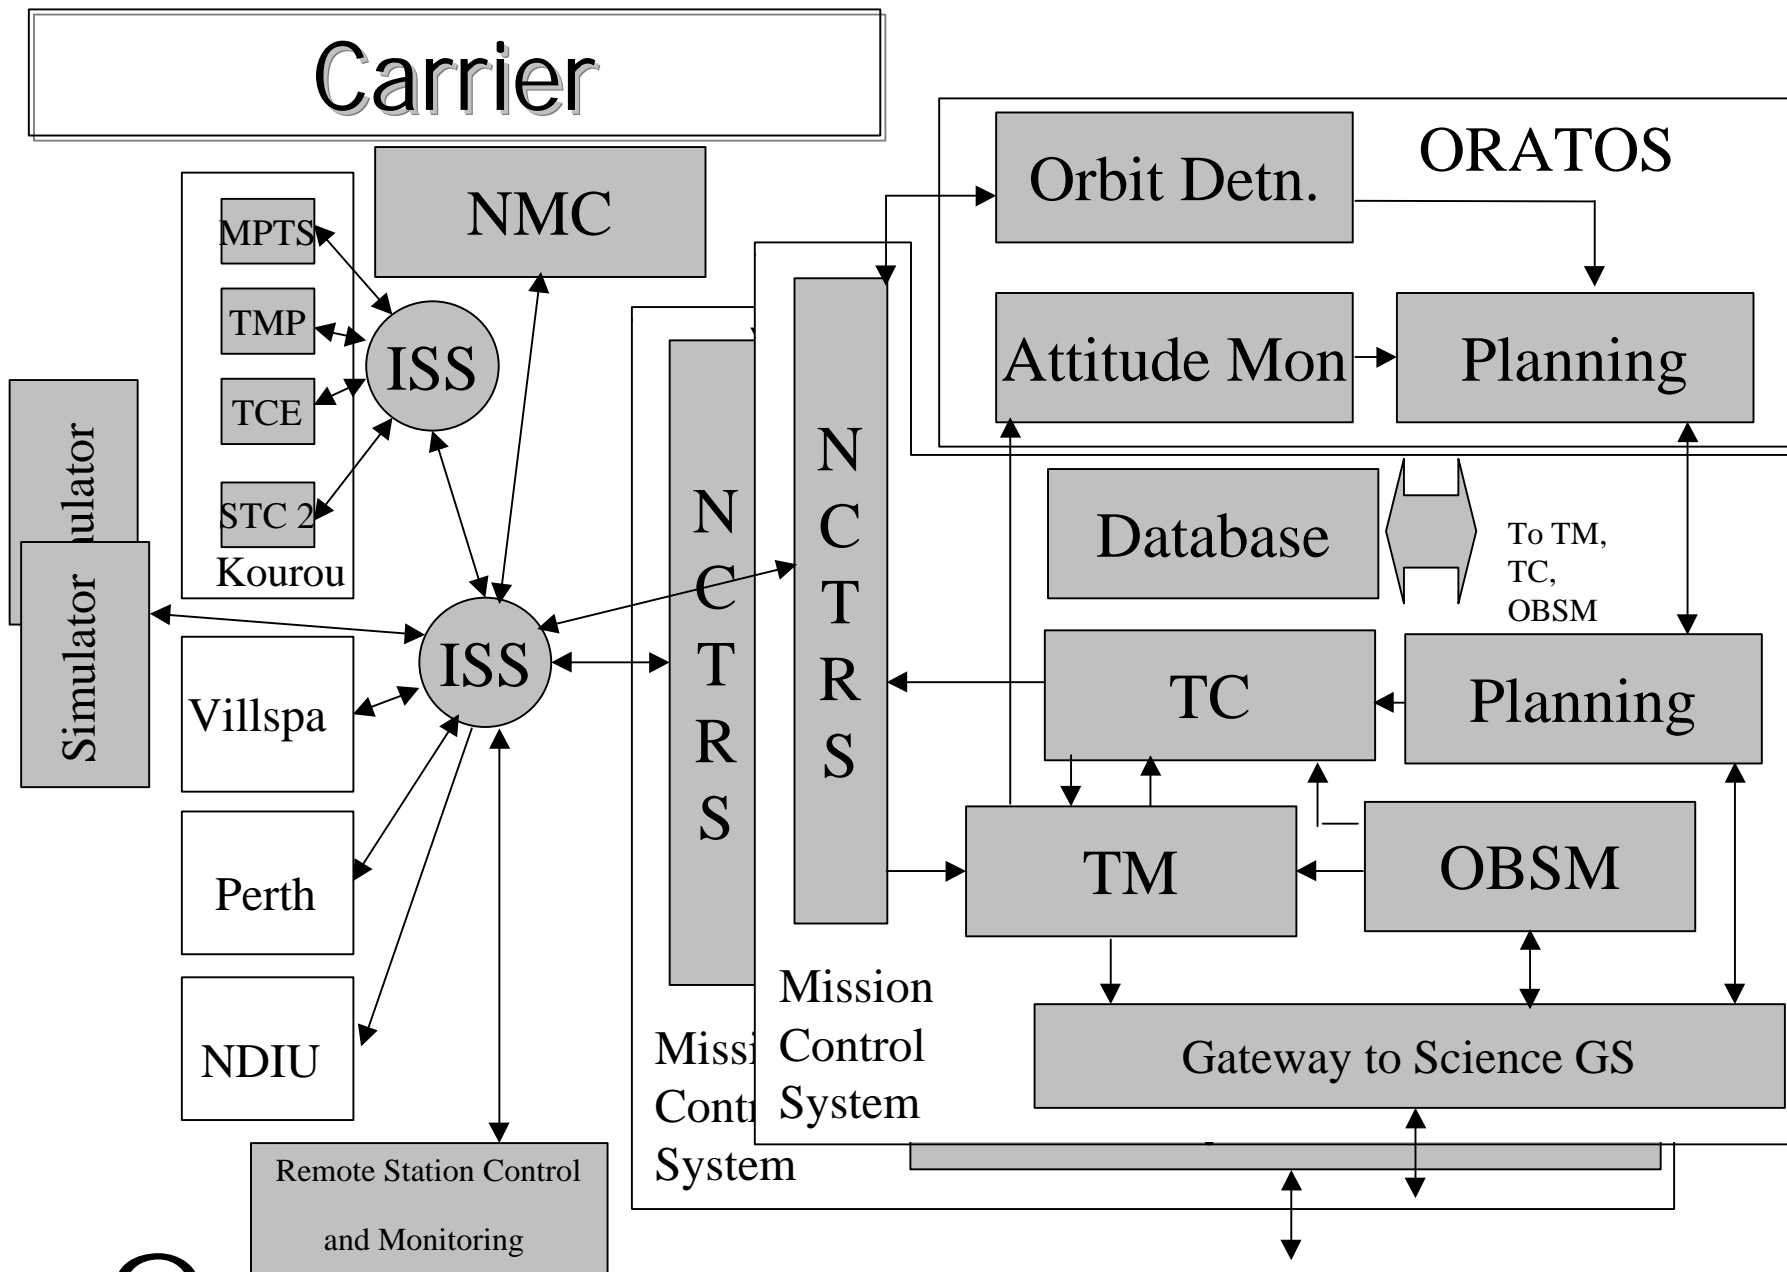 Carrier
NMC
MPTS
TMP
TCE
STC 2
Kourou
ISS
ISS
Simulator
Villspa
Perth
NDIU
Remote Station Control
and Monitoring
N
C
T
R
S
Missi
Contr
System
N
C
T
R
S
Mission
Control
System
ORATOS
Orbit Detn.
Attitude Mon
Planning
Database
To TM,
TC,
OBSM
TC
Planning
TM
OBSM
Gateway to Science GS